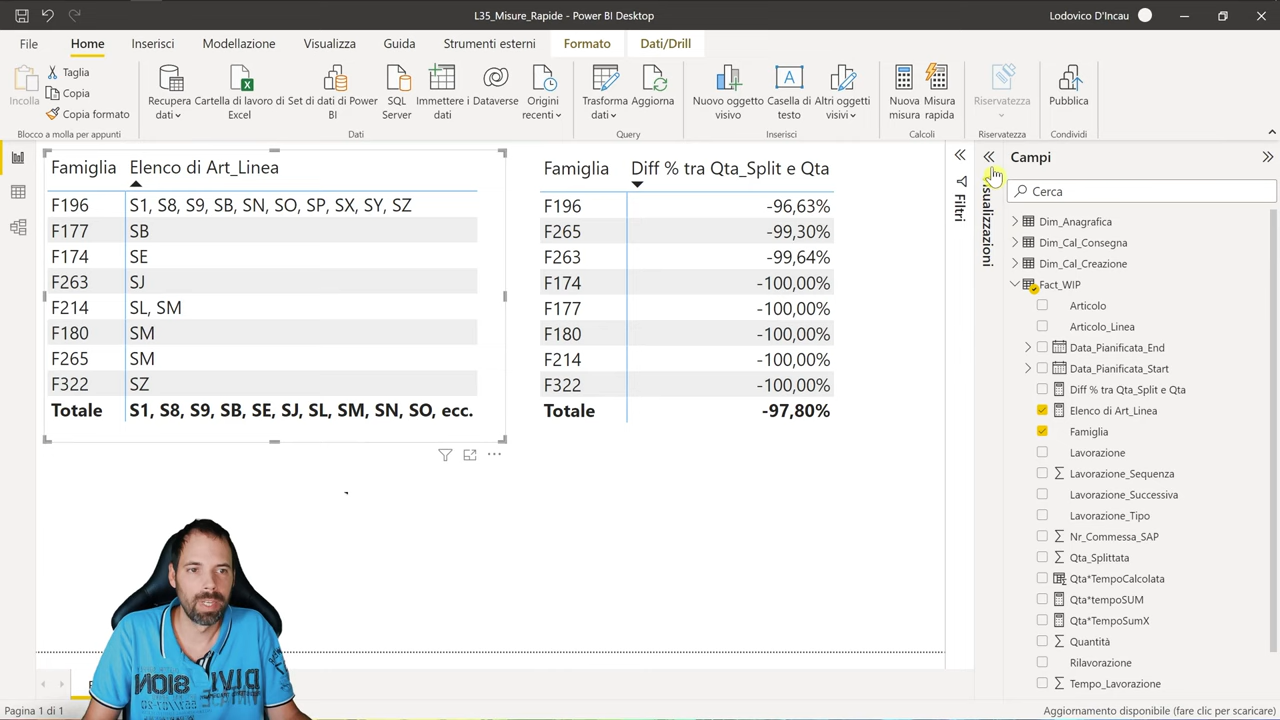 L35_Misure_Rapide - Power BI Desktop
Lodovico D'Incau
File Home Inserisci Modellazione Visualizza Guida Strumenti esterni Formato Dati/Drill
Incolla
Taglia
Copia
Copia formato
Blocco a molla per appunti
Recupera dati
Cartella di lavoro di Excel
Set di dati di Power BI
SQL Server
Immettere i dati
Dataverse
Origini recenti
Dati
Trasforma dati
Aggiorna
Query
Nuovo oggetto visivo
Casella di testo
Altri oggetti visivi
Inserisci
Nuova misura
Misura rapida
Calcoli
Riservatezza
Riservatezza
Pubblica
Condividi
Famiglia Elenco di Art_Linea
F196 S1, S8, S9, SB, SN, SO, SP, SX, SY, SZ
F177 SB
F174 SE
F263 SJ
F214 SL, SM
F180 SM
F265 SM
F322 SZ
Totale S1, S8, S9, SB, SE, SJ, SL, SM, SN, SO, ecc.
Famiglia Diff % tra Qta_Split e Qta
F196 -96,63%
F265 -99,30%
F263 -99,64%
F174 -100,00%
F177 -100,00%
F180 -100,00%
F214 -100,00%
F322 -100,00%
Totale -97,80%
Filtri
Campi
Cerca
Dim_Anagrafica
Dim_Cal_Consegna
Dim_Cal_Creazione
Fact_WIP
Articolo
Articolo_Linea
Data_Pianificata_End
Data_Pianificata_Start
Diff % tra Qta_Split e Qta
Elenco di Art_Linea
Famiglia
Lavorazione
Lavorazione_Sequenza
Lavorazione_Successiva
Lavorazione_Tipo
Nr_Commessa_SAP
Qta_Splittata
Qta*TempoCalcolata
Qta*tempoSUM
Qta*TempoSumX
Quantità
Rilavorazione
Tempo_Lavorazione
Pagina 1 di 1
Aggiornamento disponibile (fare clic per scaricare)